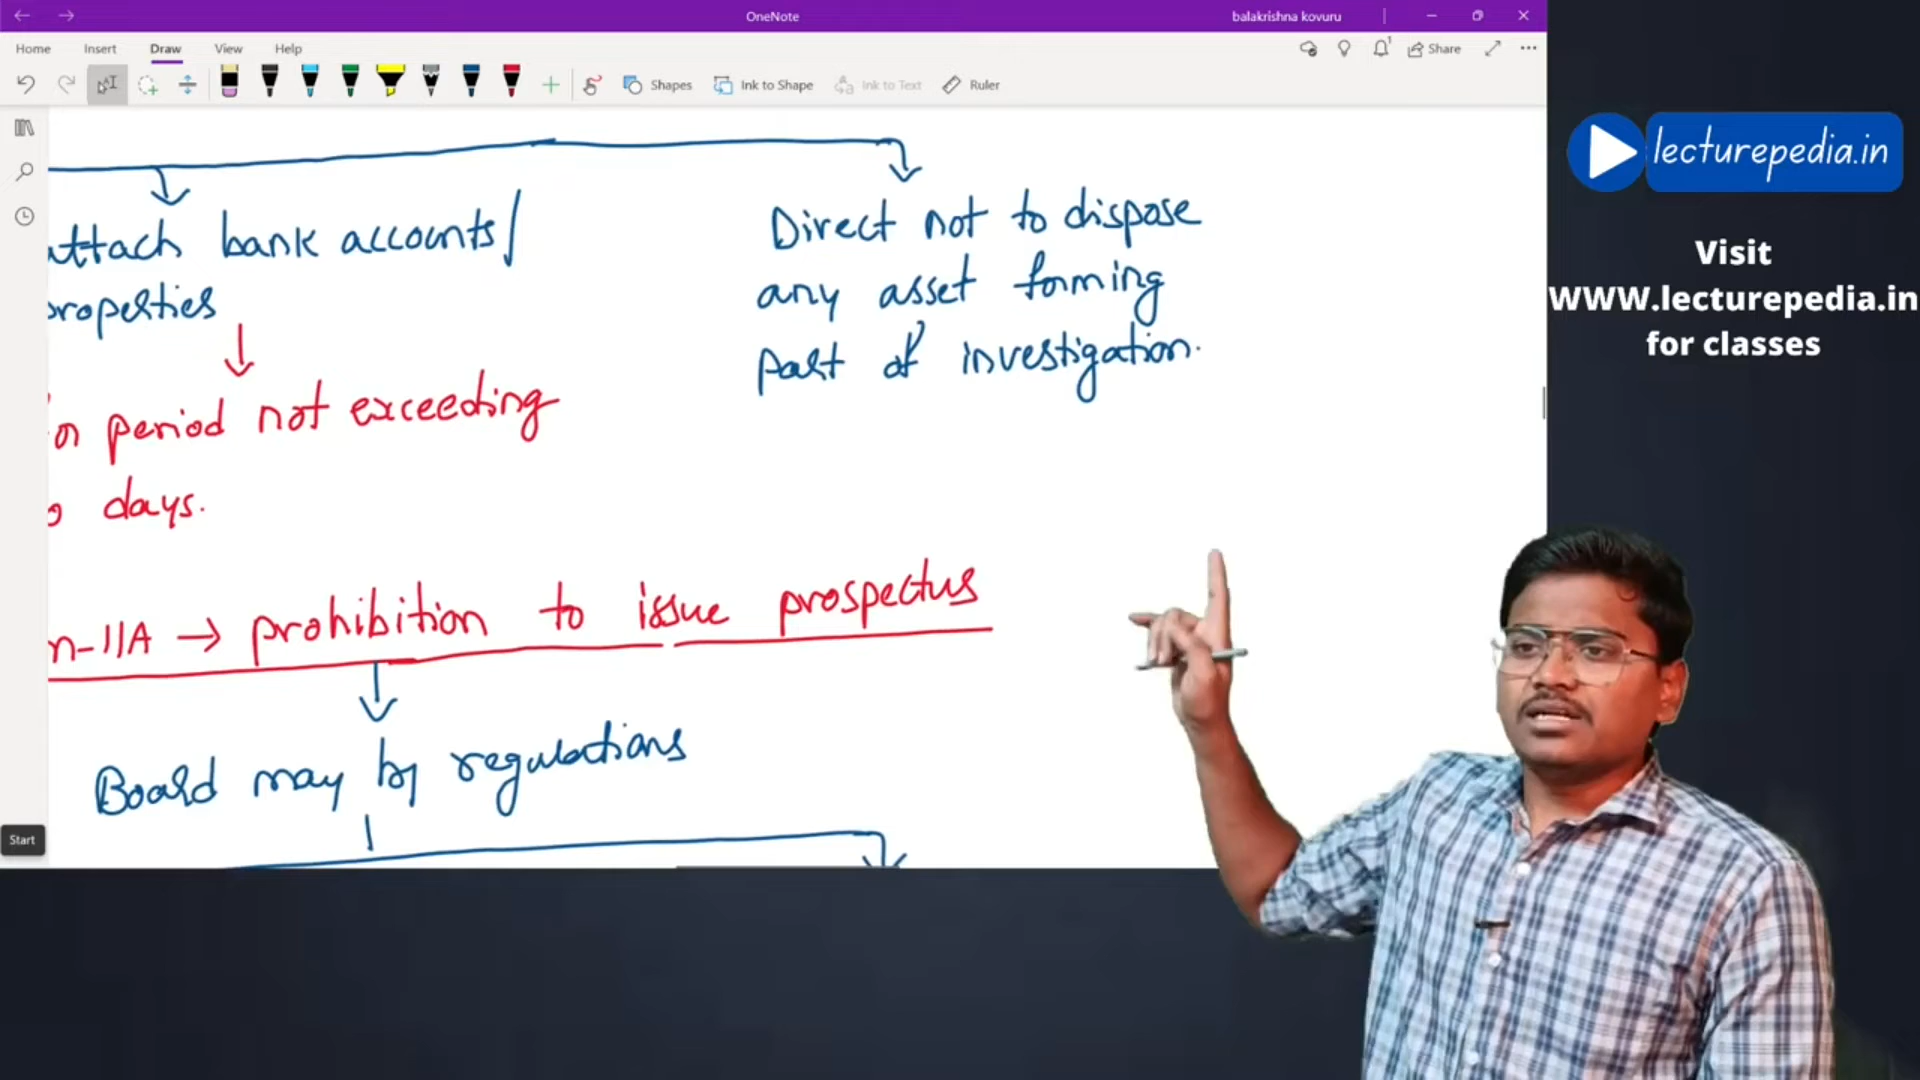 OneNote
balakrishna kovuru
Home Insert Draw View Help
Share
Shapes Ink to Shape Ink to Text Ruler
attach bank accounts/
properties
period not exceeding
days.
Direct not to dispose
any asset forming
part of investigation.
n-11A → prohibition to issue prospectus
Board may by regulations
Start
lecturepedia.in
Visit
WWW.lecturepedia.in
for classes